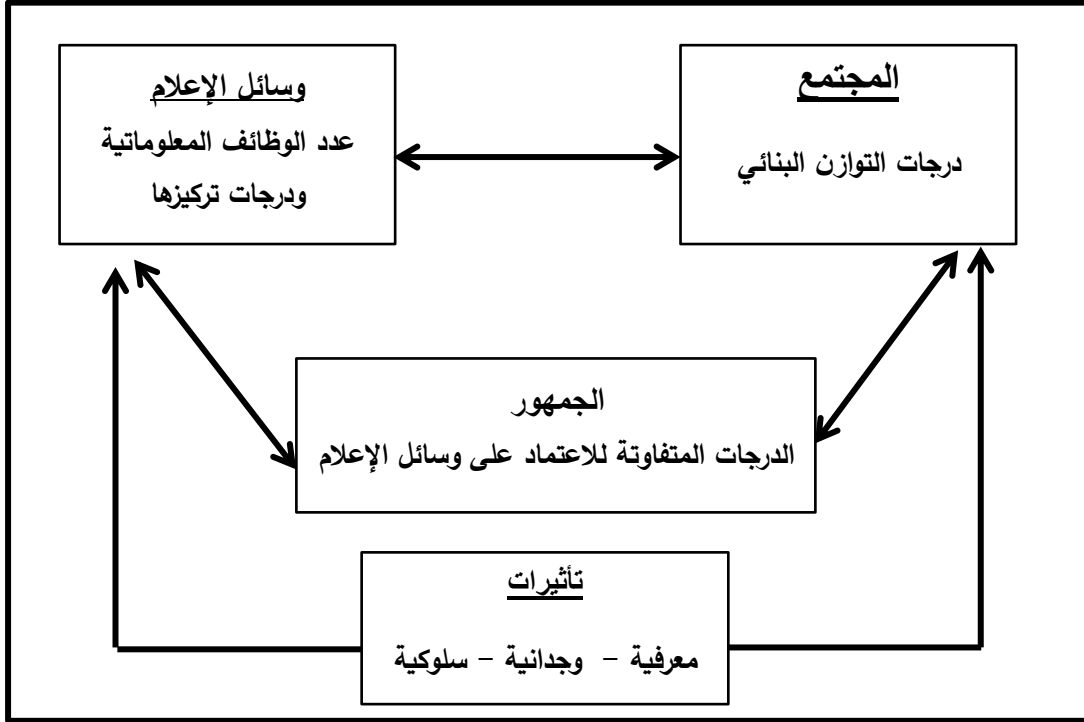 المجتمع
درجات التوازن البنائي
وسائل الإعلام
عدد الوظائف المعلوماتية
ودرجات تركيزها
الجمهور
الدرجات المتفاوتة للاعتماد على وسائل الإعلام
تأثيرات
معرفية - وجدانية - سلوكية